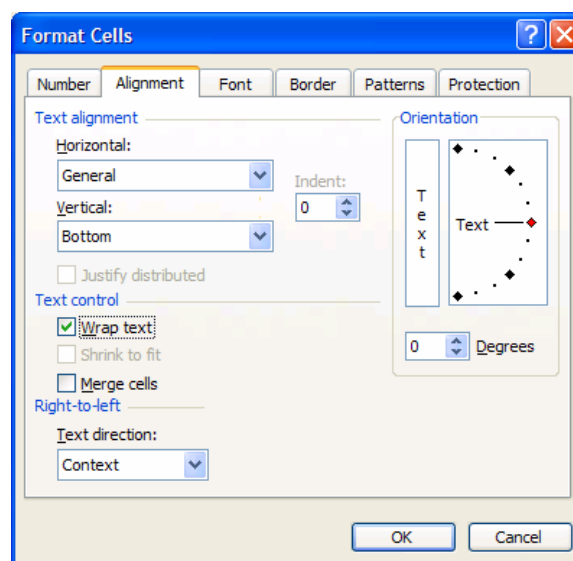 Format Cells
Number Alignment Font Border Patterns Protection
Text alignment
Horizontal:
General
Indent:
0
Vertical:
Bottom
Justify distributed
Text control
Wrap text
Shrink to fit
Merge cells
Right-to-left
Text direction:
Context
Orientation
Text
Text
0 Degrees
OK Cancel